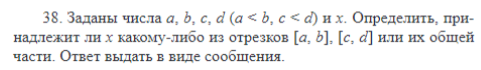 38. Заданы числа a, b, c, d (a < b, c < d) и x. Определить, при-
надлежит ли x какому-либо из отрезков [a, b], [c, d] или их общей
части. Ответ выдать в виде сообщения.